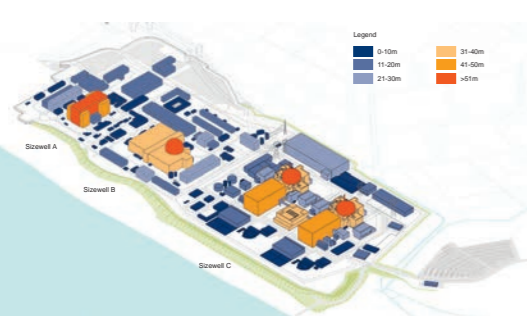 Legend
0-10m
11-20m
21-30m
31-40m
41-50m
>51m
Sizewell A
Sizewell B
Sizewell C